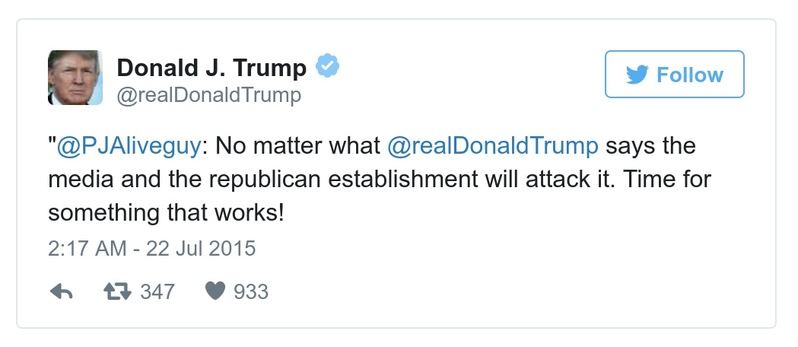 Donald J. Trump
@realDonaldTrump
Follow
"@PJAliveguy: No matter what @realDonaldTrump says the
media and the republican establishment will attack it. Time for
something that works!
2:17 AM - 22 Jul 2015
347 933